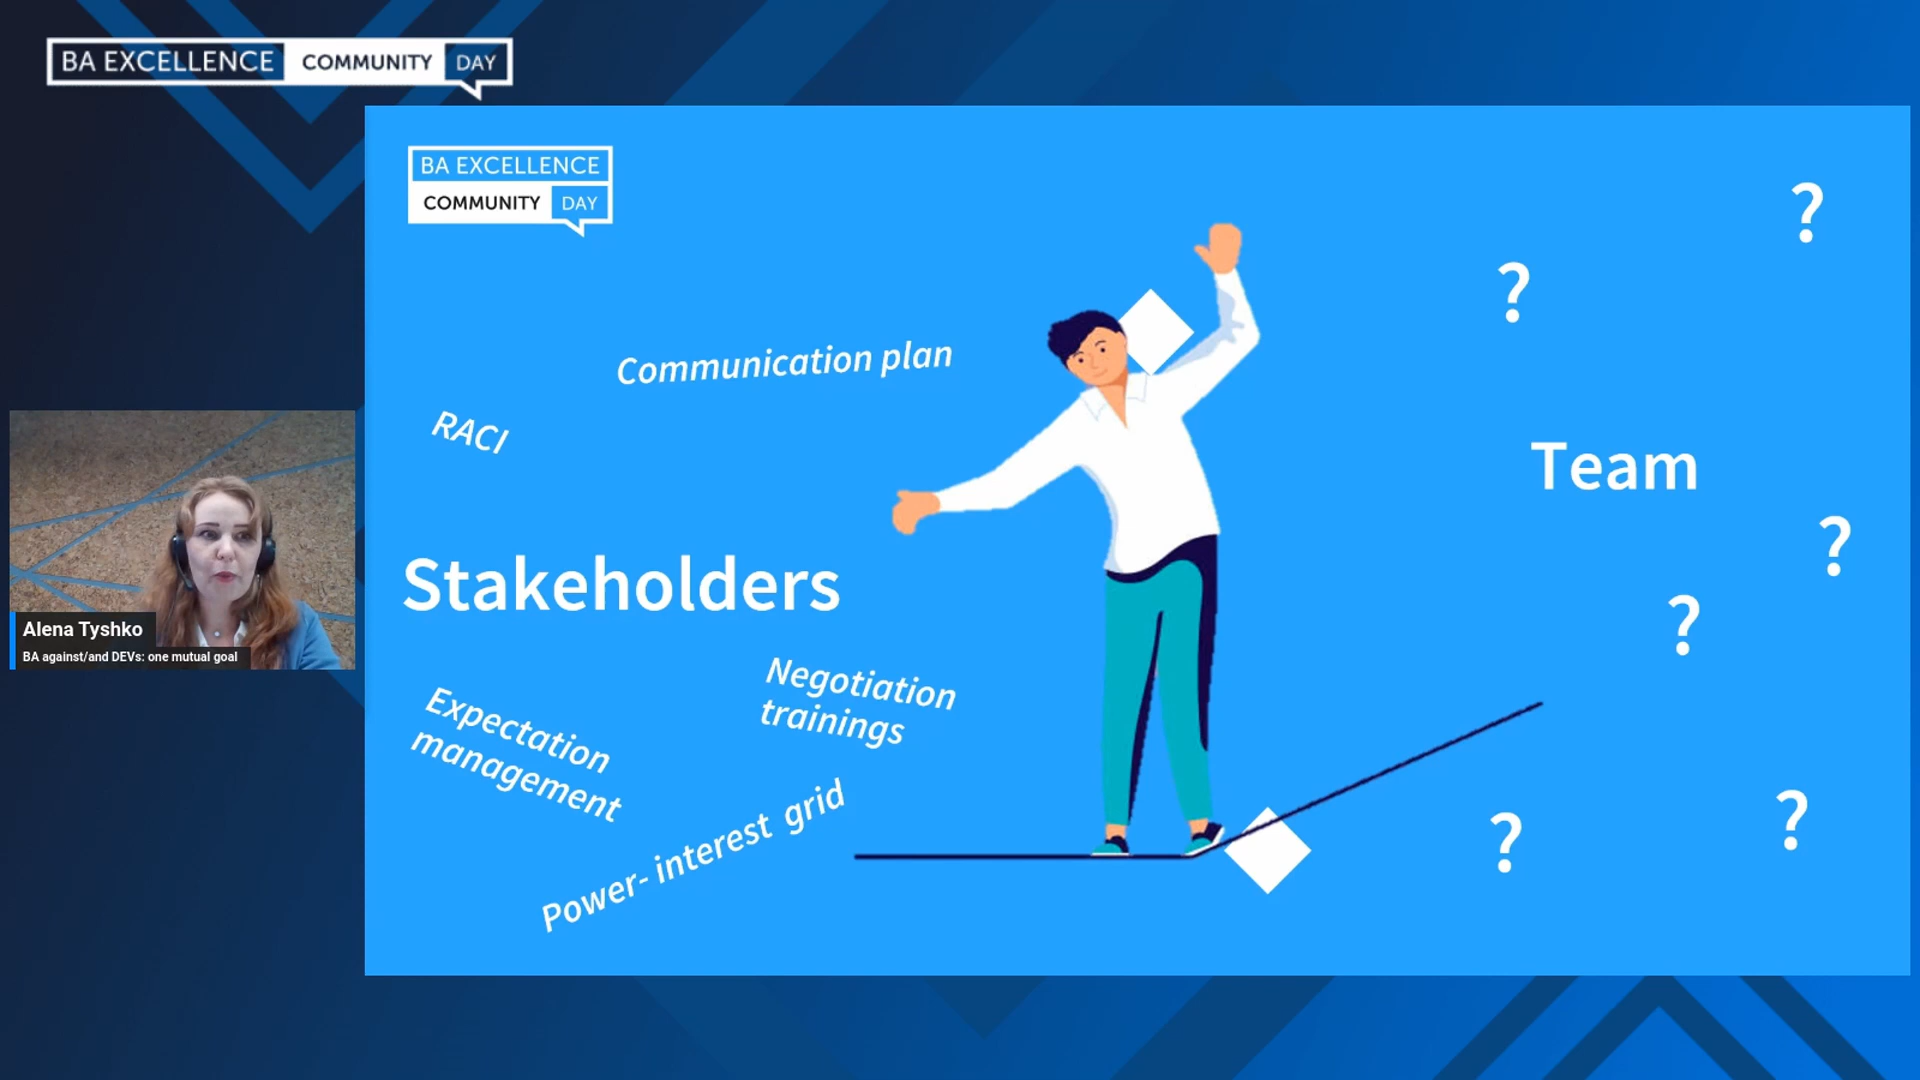 BA EXCELLENCE COMMUNITY DAY
BA EXCELLENCE
COMMUNITY DAY
?
?
Communication plan
RACI
Team
?
Stakeholders
?
Alena Tyshko
BA against/and DEVs: one mutual goal
Negotiation
trainings
Expectation
management
Power- interest grid
?
?